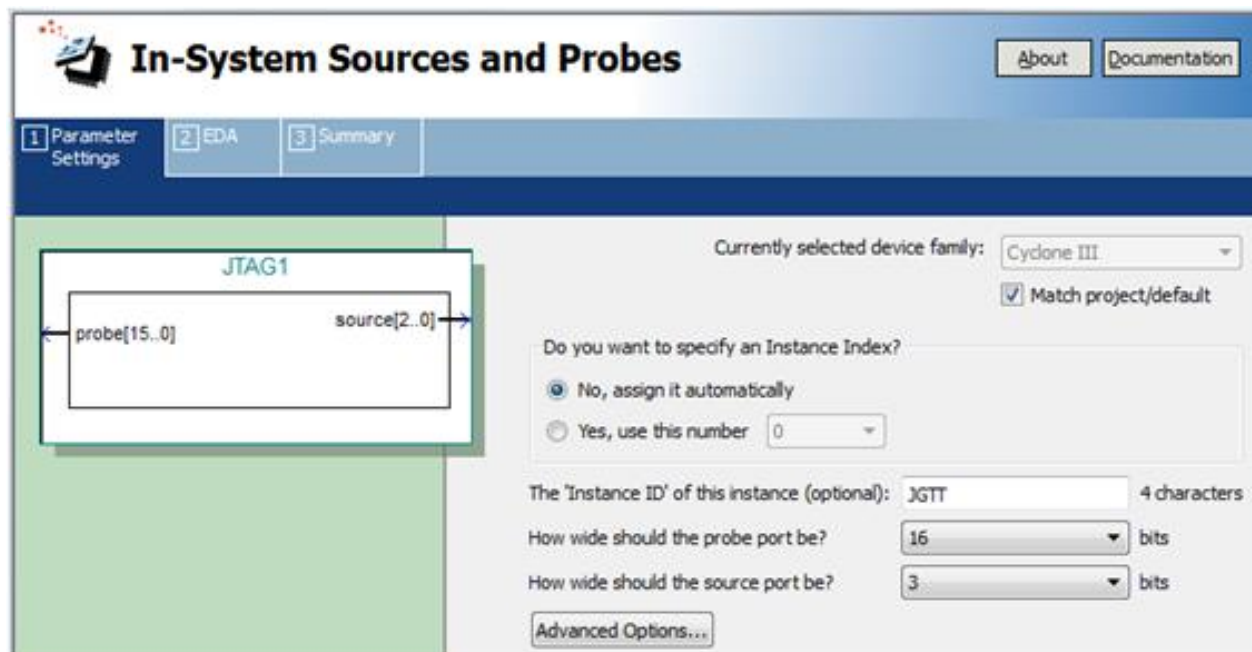 In-System Sources and Probes
About
Documentation
1 Parameter Settings
2 EDA
3 Summary
JTAG1
probe[15..0]
source[2..0]
Currently selected device family: Cyclone III
Match project/default
Do you want to specify an Instance Index?
No, assign it automatically
Yes, use this number 0
The 'Instance ID' of this instance (optional): JGTT 4 characters
How wide should the probe port be? 16 bits
How wide should the source port be? 3 bits
Advanced Options...